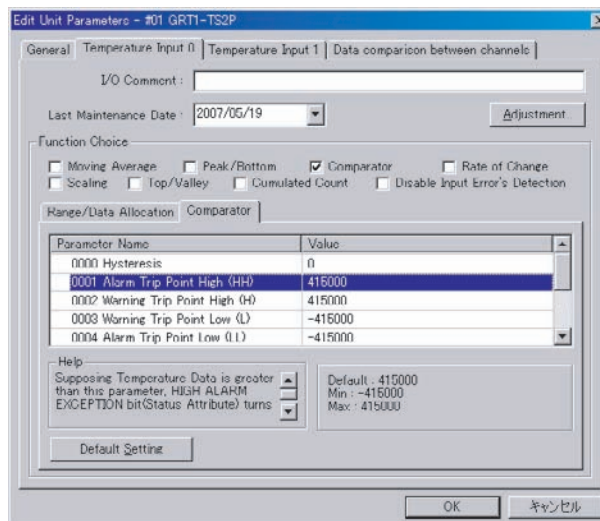 Edit Unit Parameters - #01 GRT1-TS2P
General Temperature Input 0 Temperature Input 1 Data comparison between channels
I/O Comment :
Last Maintenance Date : 2007/05/19 Adjustment..
Function Choice
Moving Average Peak/Bottom Comparator Rate of Change
Scaling Top/Valley Cumulated Count Disable Input Error's Detection
Range/Data Allocation Comparator
Parameter Name Value
0000 Hysteresis 0
0001 Alarm Trip Point High (HH) 415000
0002 Warning Trip Point High (H) 415000
0003 Warning Trip Point Low (L) -415000
0004 Alarm Trip Point Low (LL) -415000
Help
Supposing Temperature Data is greater
than this parameter, HIGH ALARM
EXCEPTION bit(Status Attribute) turns
Default : 415000
Min : -415000
Max : 415000
Default Setting
OK キャンセル